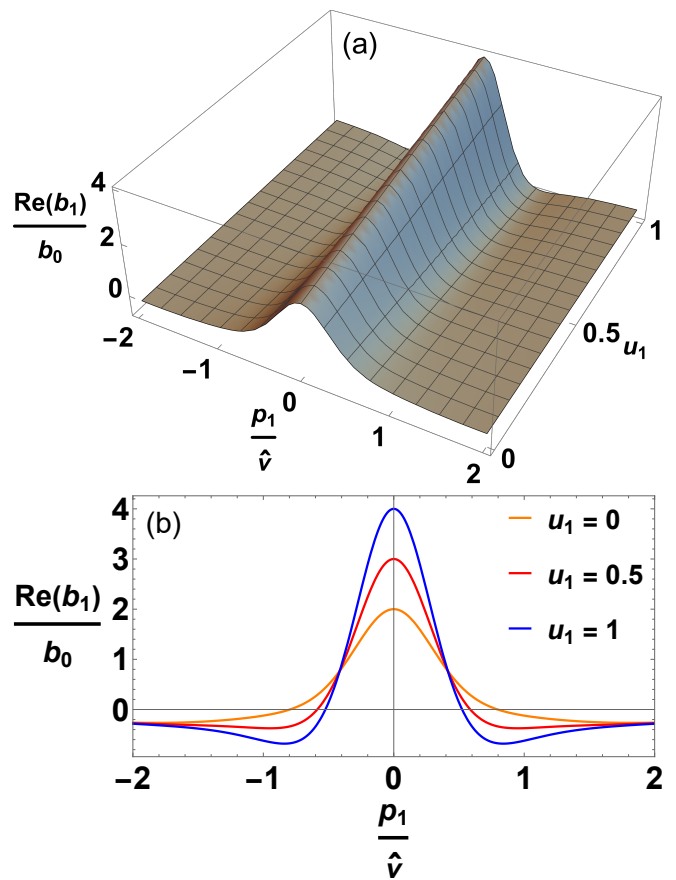 (a)
4
2
0
Re(b₁)
b₀
1
0.5
u₁
0
−2
−1
0
1
2
p₁
v̂
(b)
4
3
2
1
0
Re(b₁)
b₀
u₁ = 0
u₁ = 0.5
u₁ = 1
−2 −1 0 1 2
p₁
v̂